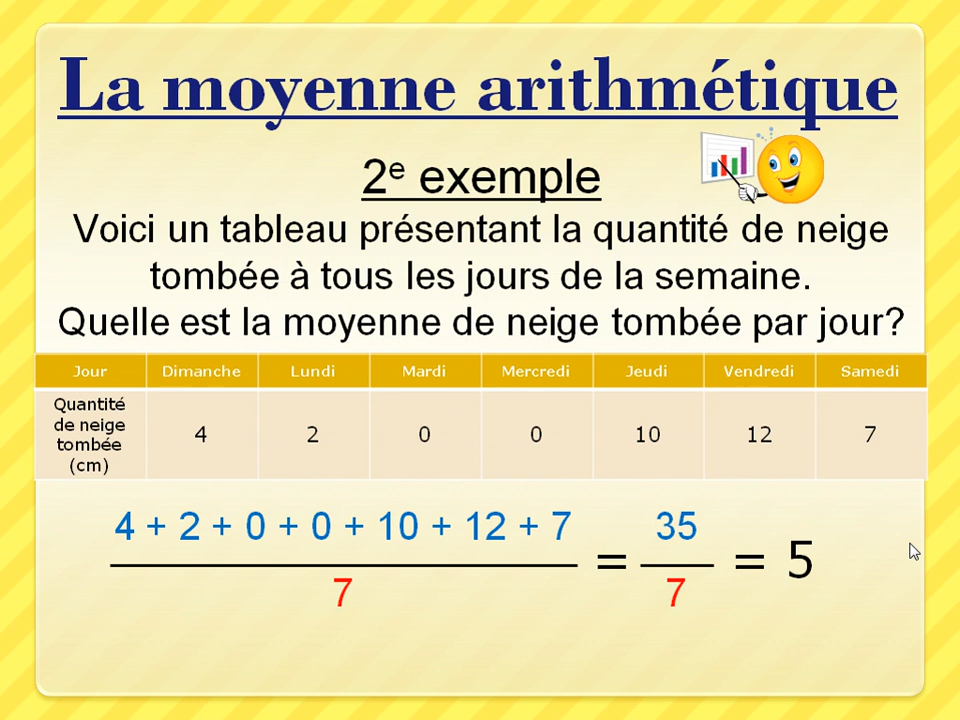 La moyenne arithmétique
2e exemple
Voici un tableau présentant la quantité de neige
tombée à tous les jours de la semaine.
Quelle est la moyenne de neige tombée par jour?
Jour Dimanche Lundi Mardi Mercredi Jeudi Vendredi Samedi
Quantité
de neige
tombée
(cm)
4 2 0 0 10 12 7
4 + 2 + 0 + 0 + 10 + 12 + 7 35
= = 5
7 7